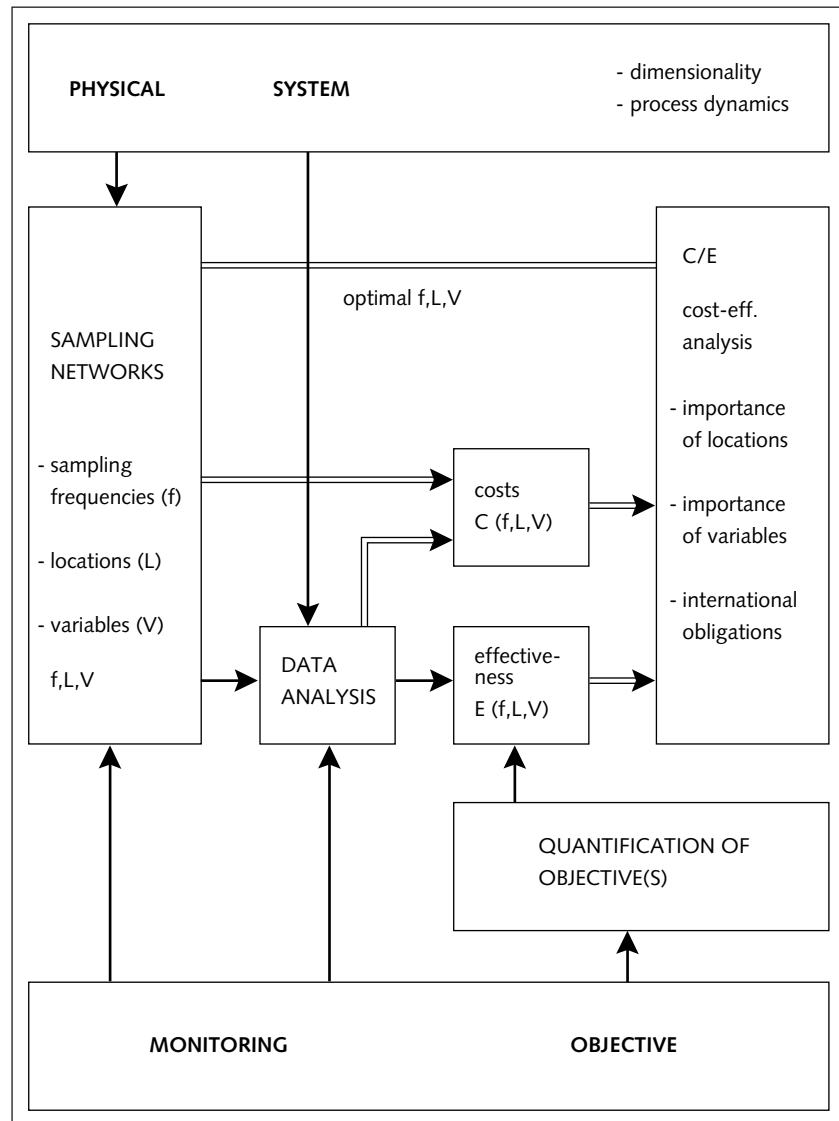 PHYSICAL SYSTEM
- dimensionality
- process dynamics
SAMPLING
NETWORKS
- sampling
frequencies (f)
- locations (L)
- variables (V)
f,L,V
optimal f,L,V
C/E
cost-eff.
analysis
- importance
of locations
- importance
of variables
- international
obligations
costs
C (f,L,V)
DATA
ANALYSIS
effective-
ness
E (f,L,V)
QUANTIFICATION OF
OBJECTIVE(S)
MONITORING OBJECTIVE